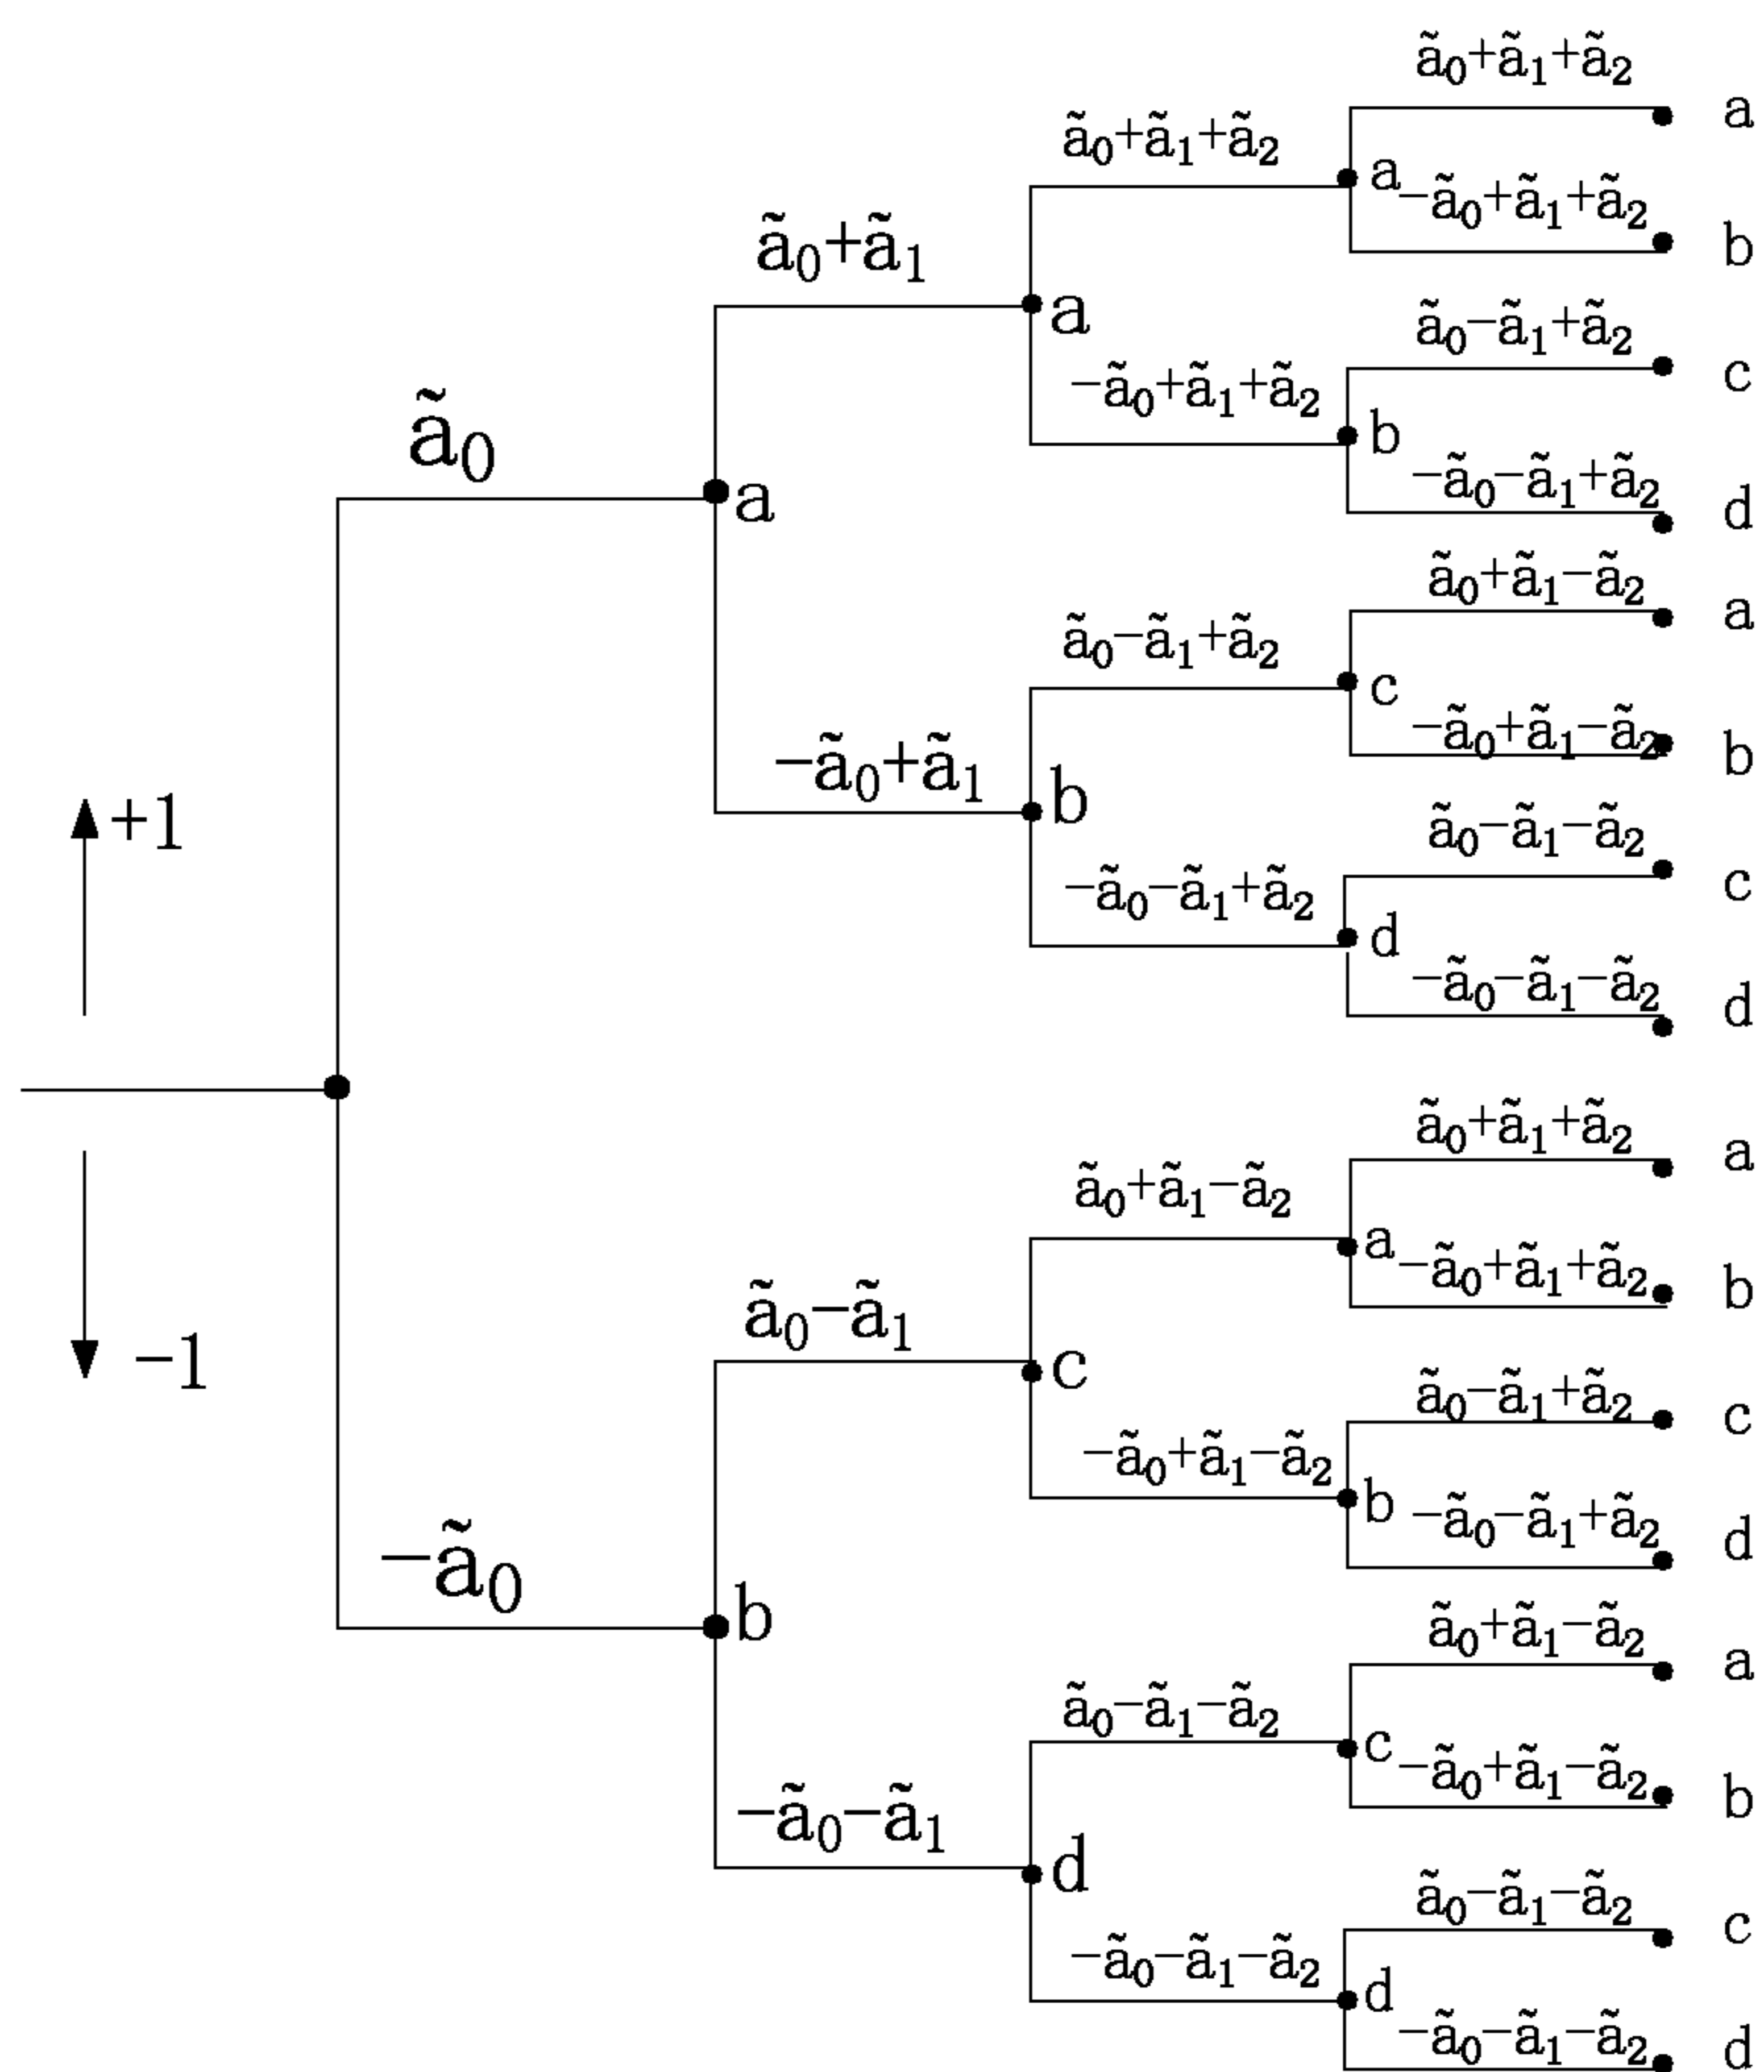 ã₀+ã₁+ã₂
a
ã₀+ã₁+ã₂
a
-ã₀+ã₁+ã₂
ã₀+ã₁
b
a
ã₀-ã₁+ã₂
c
-ã₀+ã₁+ã₂
ã₀
b
-ã₀-ã₁+ã₂
a
d
ã₀+ã₁-ã₂
a
ã₀-ã₁+ã₂
c
-ã₀+ã₁-ã₂
b
-ã₀+ã₁
b
+1
ã₀-ã₁-ã₂
c
-ã₀-ã₁+ã₂
d
-ã₀-ã₁-ã₂
d
ã₀+ã₁+ã₂
a
ã₀+ã₁-ã₂
a
-ã₀+ã₁+ã₂
b
ã₀-ã₁
-1
c
ã₀-ã₁+ã₂
c
-ã₀+ã₁-ã₂
b
-ã₀-ã₁+ã₂
d
-ã₀
b
ã₀+ã₁-ã₂
a
ã₀-ã₁-ã₂
c
-ã₀+ã₁-ã₂
b
-ã₀-ã₁
d
ã₀-ã₁-ã₂
c
-ã₀-ã₁-ã₂
d
-ã₀-ã₁-ã₂
d